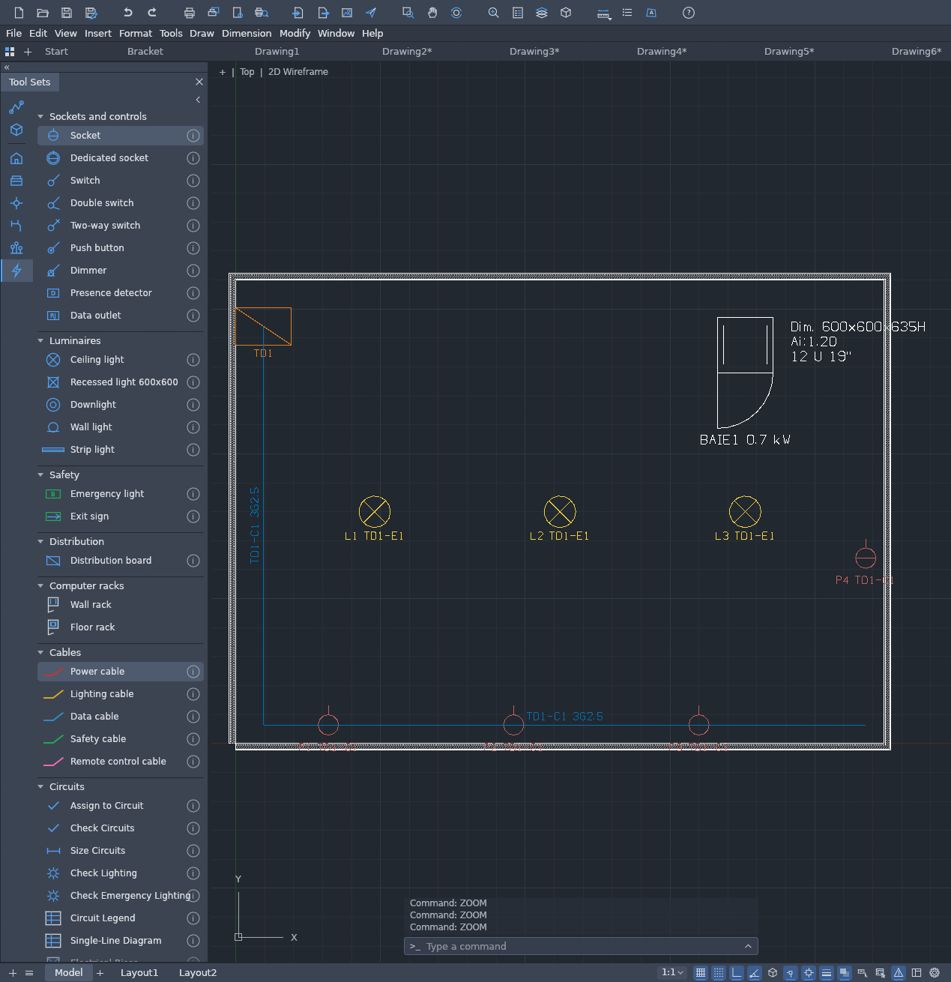 File Edit View Insert Format Tools Draw Dimension Modify Window Help
Start Bracket Drawing1 Drawing2* Drawing3* Drawing4* Drawing5* Drawing6*
Tool Sets
+ | Top | 2D Wireframe
Sockets and controls
Socket
Dedicated socket
Switch
Double switch
Two-way switch
Push button
Dimmer
Presence detector
Data outlet
Luminaires
Ceiling light
Recessed light 600x600
Downlight
Wall light
Strip light
Safety
Emergency light
Exit sign
Distribution
Distribution board
Computer racks
Wall rack
Floor rack
Cables
Power cable
Lighting cable
Data cable
Safety cable
Remote control cable
Circuits
Assign to Circuit
Check Circuits
Size Circuits
Check Lighting
Check Emergency Lighting
Circuit Legend
Single-Line Diagram
TD1
Dim. 600x600x635H
Ai:1.2D
12 U 19"
BAIE1 0.7 kW
TD1-C1 3G2.5
L1 TD1-E1
L2 TD1-E1
L3 TD1-E1
P4
TD1-C1 3G2.5
Y
X
Command: ZOOM
Command: ZOOM
Command: ZOOM
>_ Type a command
Model + Layout1 Layout2
1:1